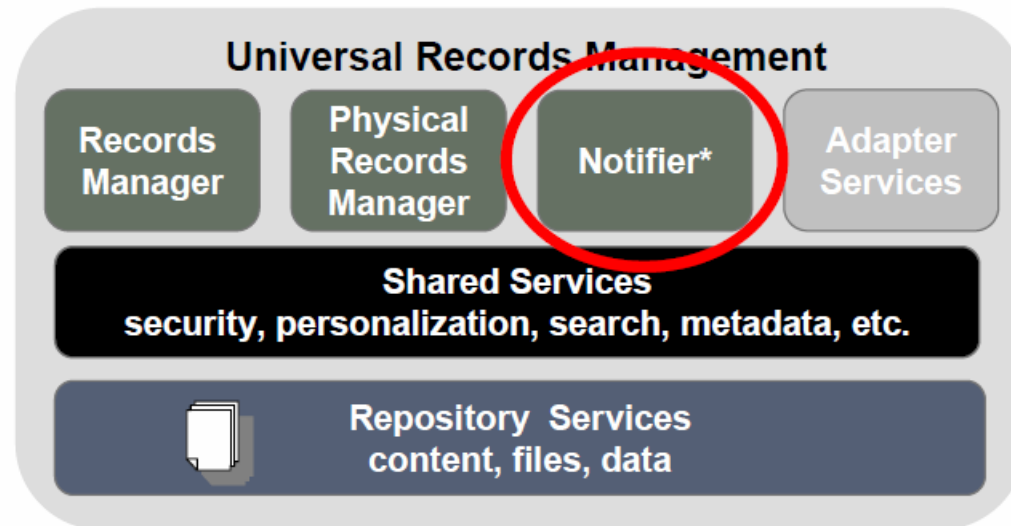 Universal Records Management
Records
Manager
Physical
Records
Manager
Notifier*
Adapter
Services
Shared Services
security, personalization, search, metadata, etc.
Repository Services
content, files, data